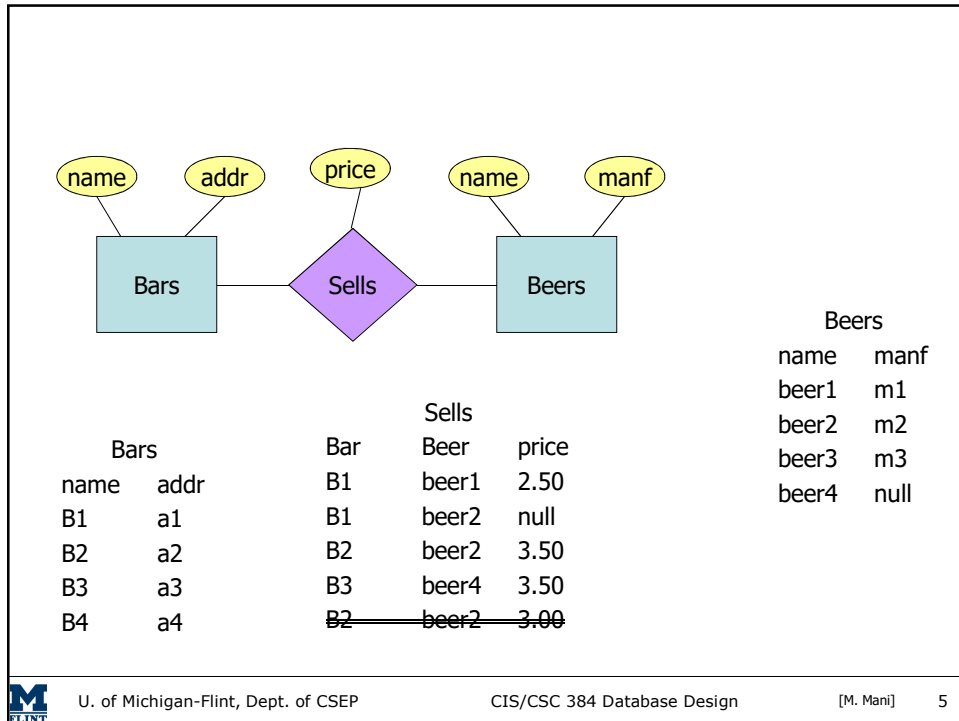 name addr price name manf
Bars Sells Beers
Beers
name manf
beer1 m1
beer2 m2
beer3 m3
beer4 null
Bars
name addr
B1 a1
B2 a2
B3 a3
B4 a4
Sells
Bar Beer price
B1 beer1 2.50
B1 beer2 null
B2 beer2 3.50
B3 beer4 3.50
B2 beer2 3.00
M
FLINT
U. of Michigan-Flint, Dept. of CSEP CIS/CSC 384 Database Design [M. Mani] 5